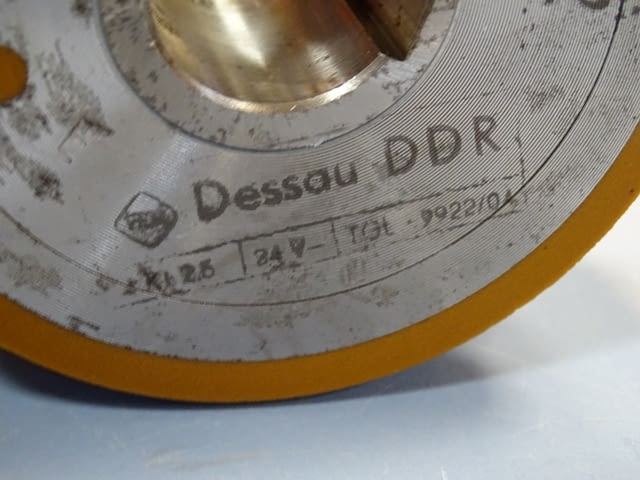 Dessau DDR
KL 2.5 24 V- TGL 9922/04